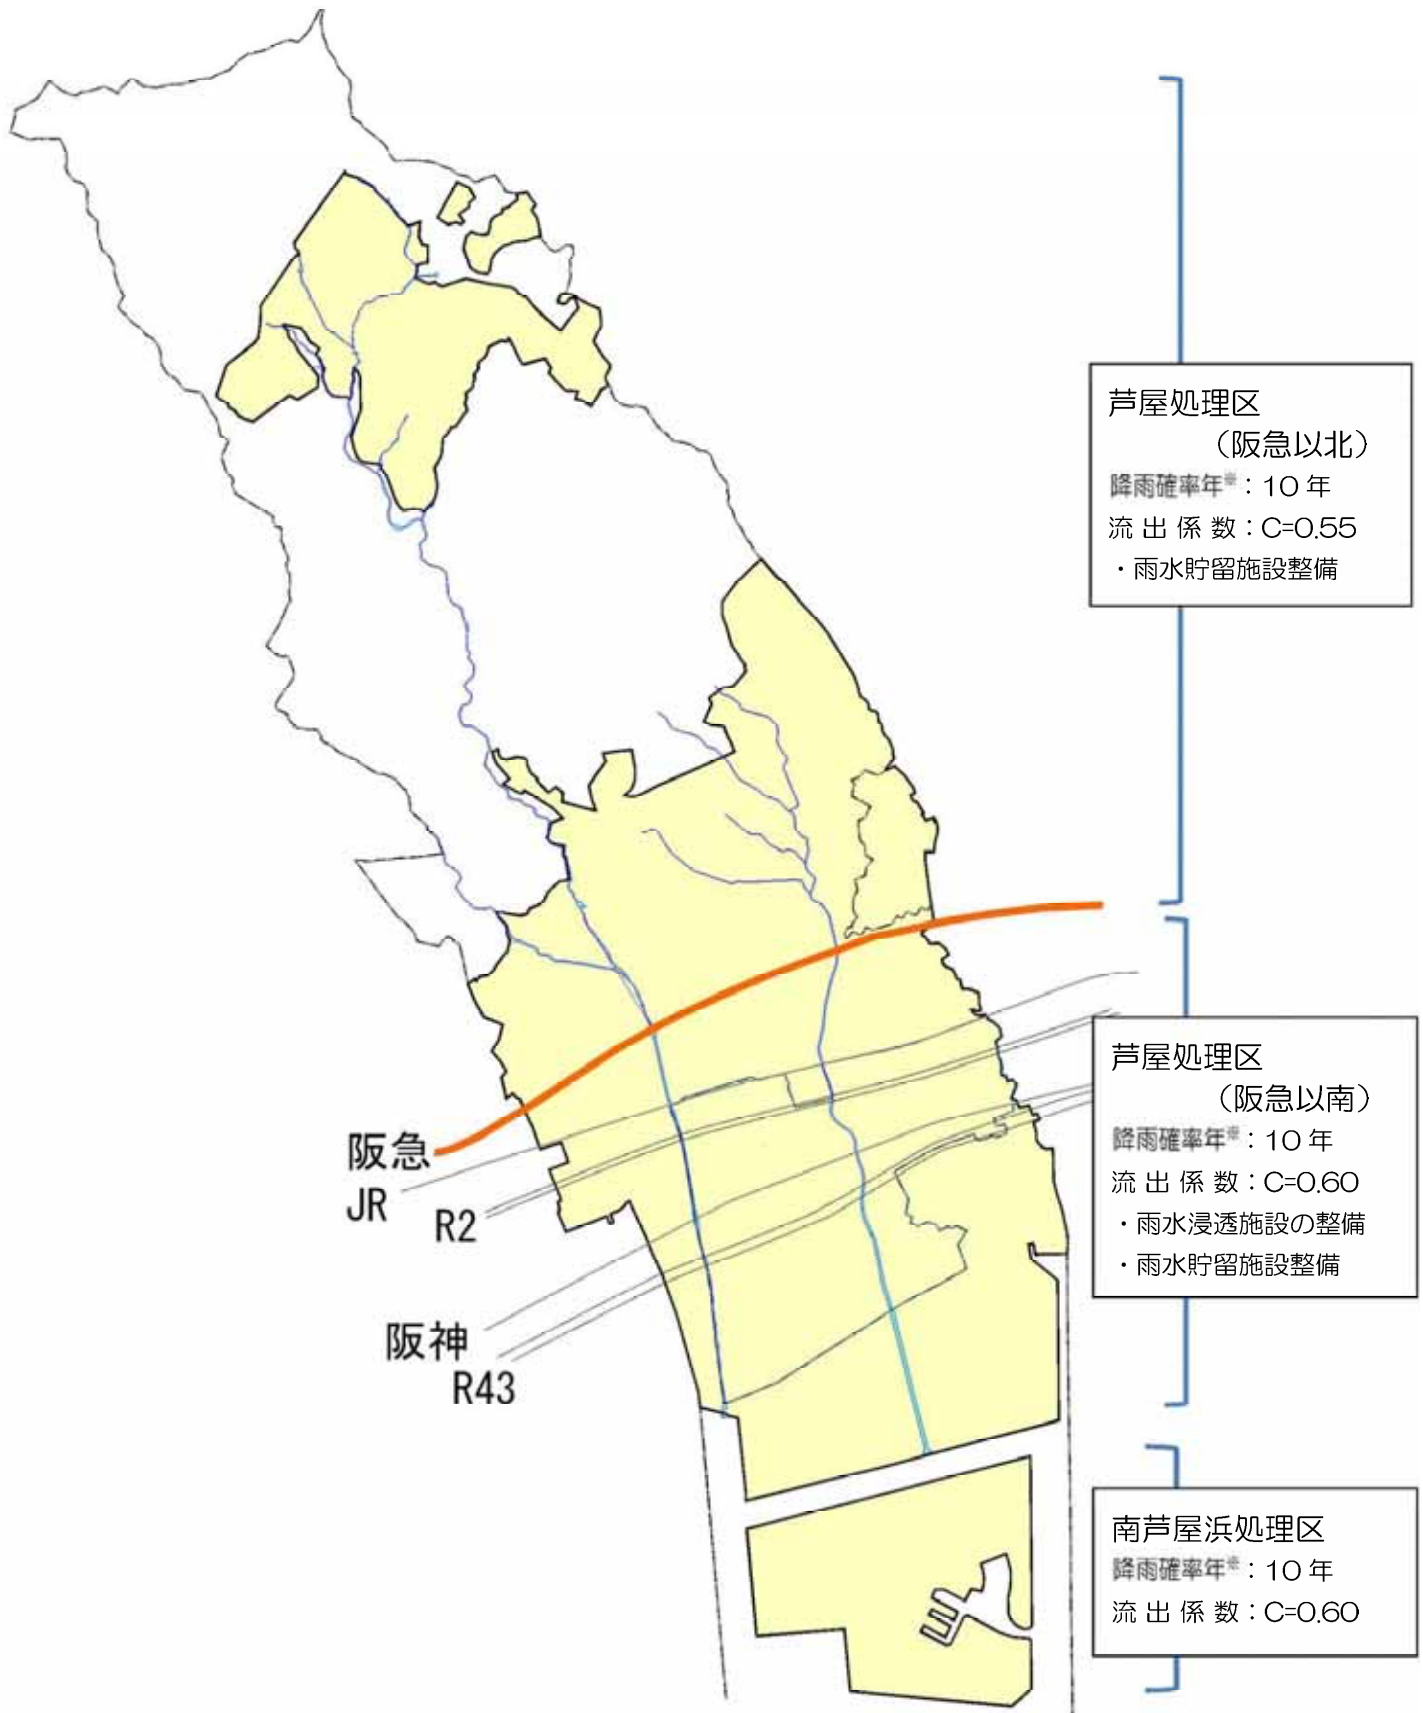 芦屋処理区
（阪急以北）
降雨確率年※：10年
流出係数：C=0.55
・雨水貯留施設整備
芦屋処理区
（阪急以南）
降雨確率年※：10年
流出係数：C=0.60
・雨水浸透施設の整備
・雨水貯留施設整備
阪急
JR
R2
阪神
R43
南芦屋浜処理区
降雨確率年※：10年
流出係数：C=0.60